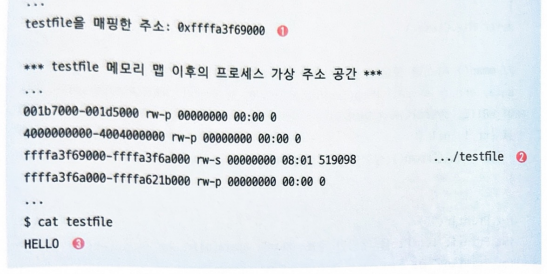 ...
testfile을 매핑한 주소: 0xffffa3f69000 ❶
*** testfile 메모리 맵 이후의 프로세스 가상 주소 공간 ***
...
001b7000-001d5000 rw-p 00000000 00:00 0
4000000000-4004000000 rw-p 00000000 00:00 0
ffffa3f69000-ffffa3f6a000 rw-s 00000000 08:01 519098 .../testfile ❷
ffffa3f6a000-ffffa621b000 rw-p 00000000 00:00 0
...
$ cat testfile
HELLO ❸